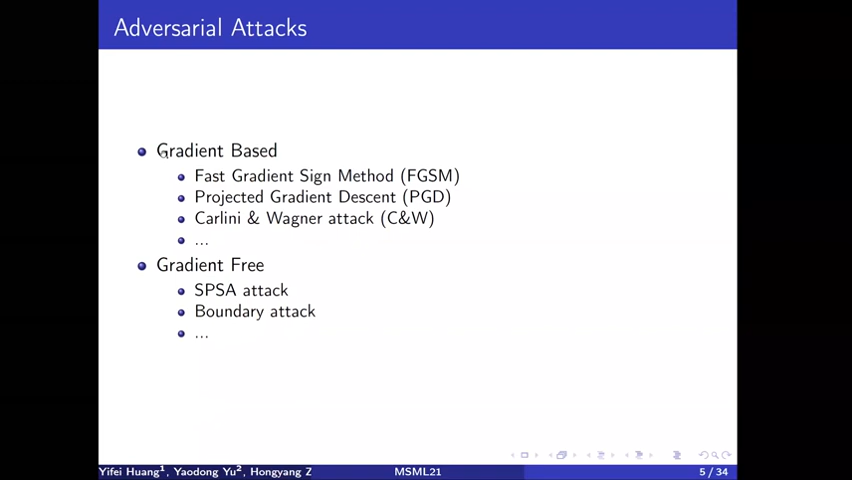 Adversarial Attacks
Gradient Based
Fast Gradient Sign Method (FGSM)
Projected Gradient Descent (PGD)
Carlini & Wagner attack (C&W)
...
Gradient Free
SPSA attack
Boundary attack
...
Yifei Huang¹, Yaodong Yu², Hongyang Z
MSML21
5 / 34